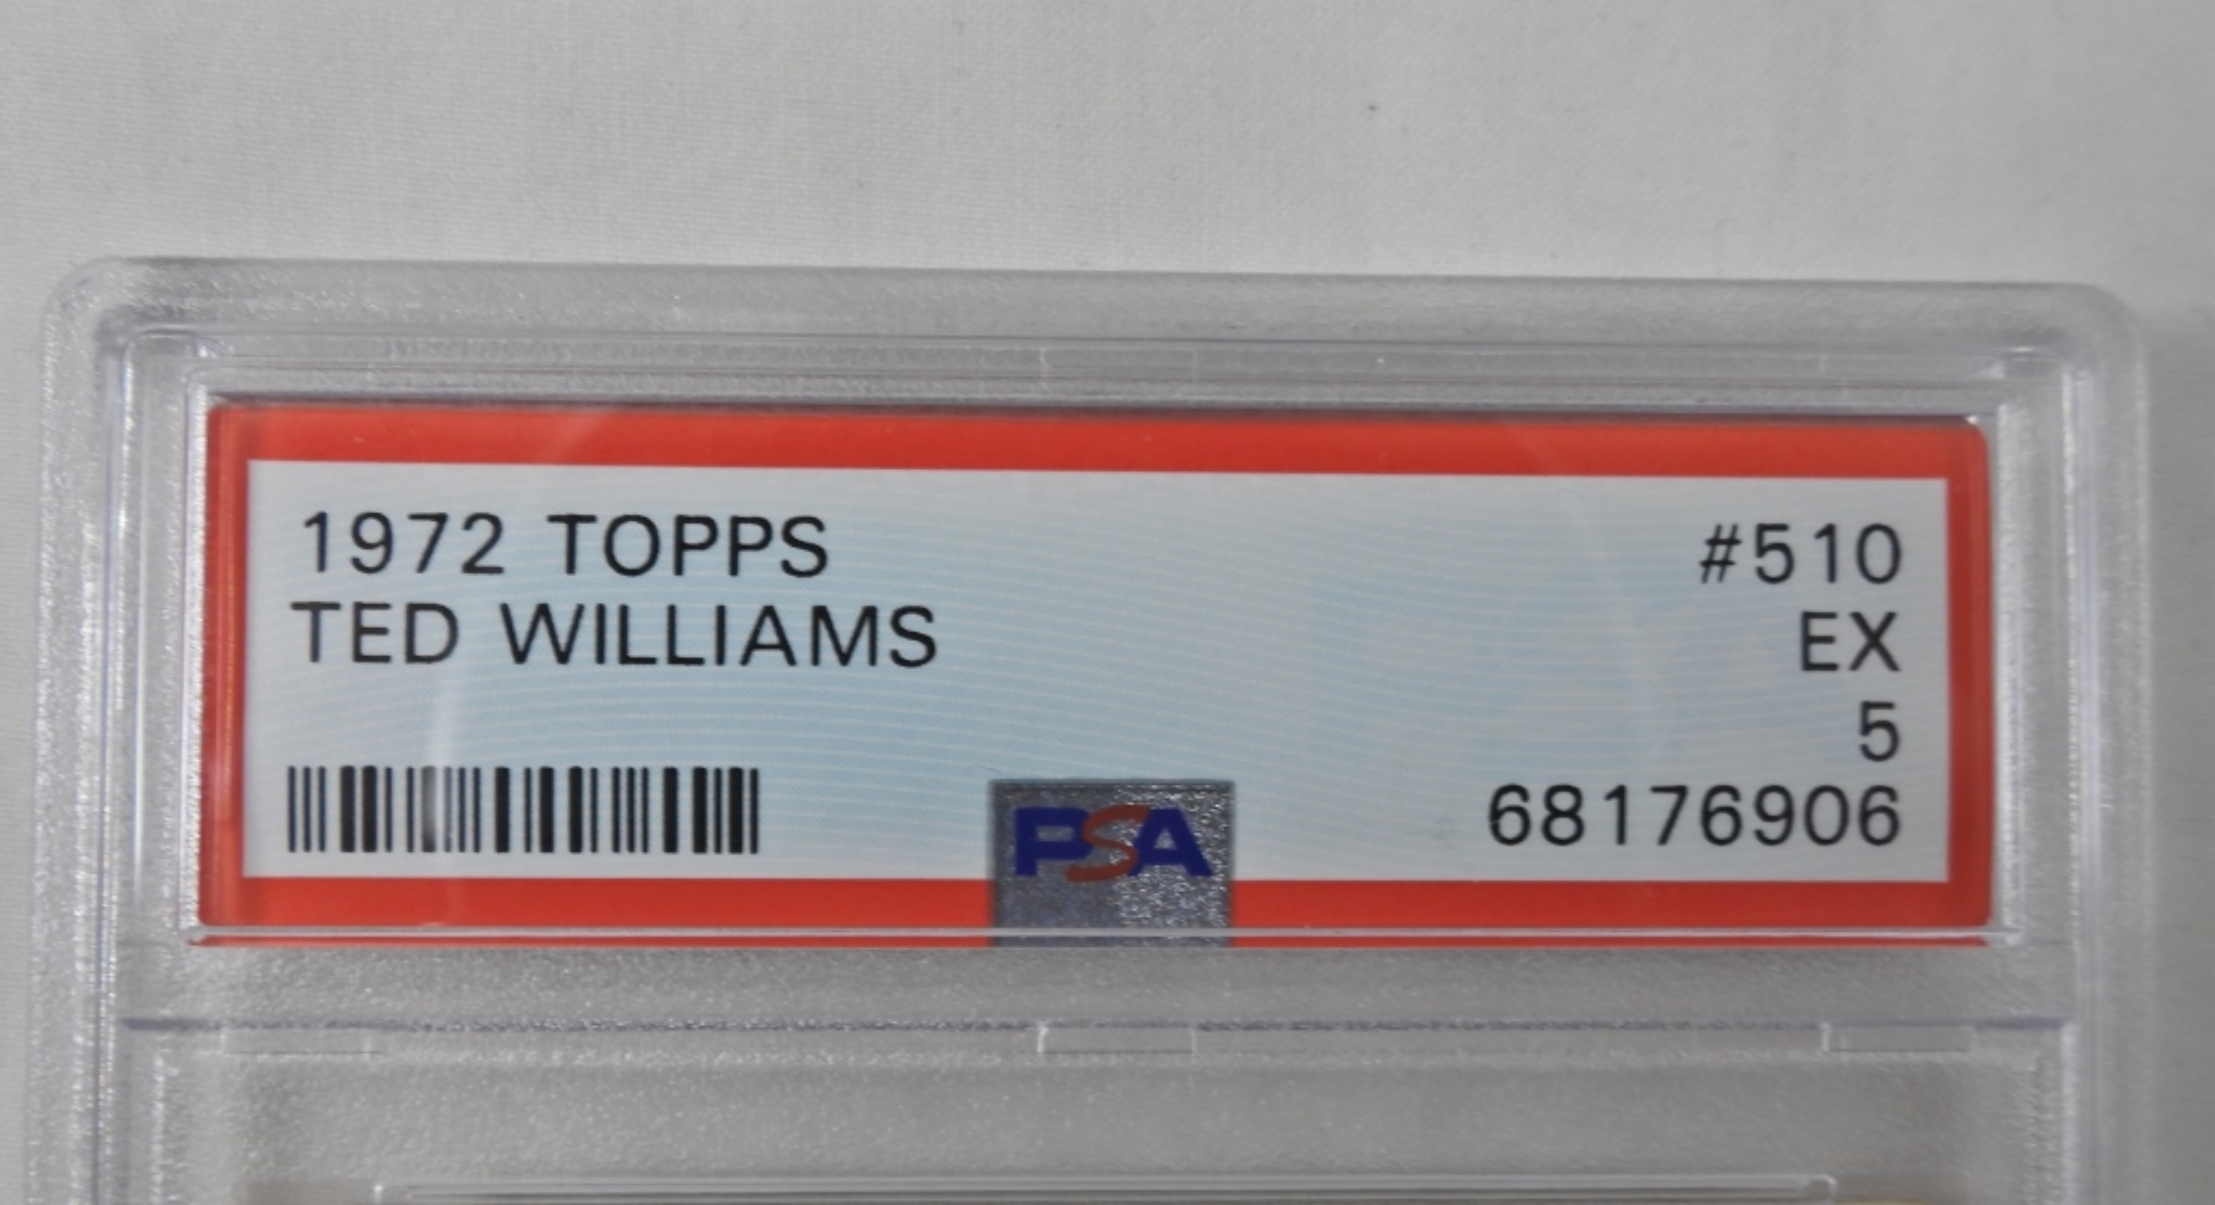 1972 TOPPS #510
TED WILLIAMS EX
5
PSA 68176906